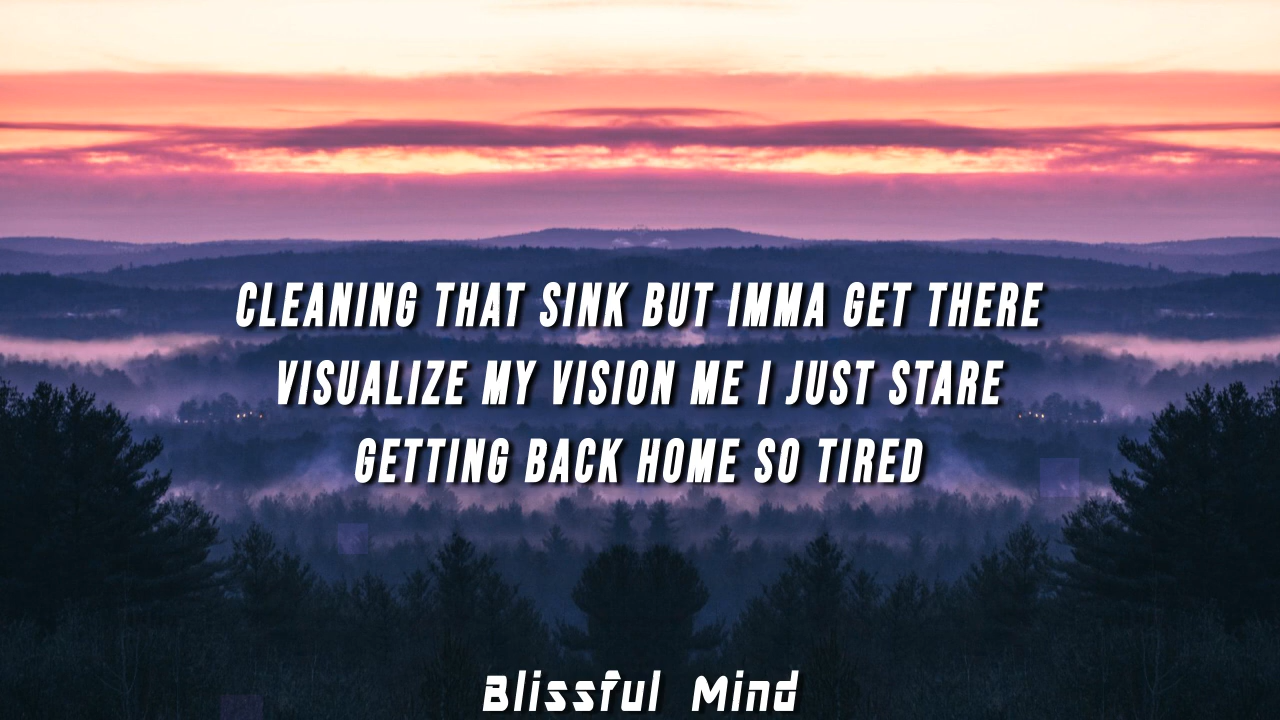 CLEANING THAT SINK BUT IMMA GET THERE
VISUALIZE MY VISION ME I JUST STARE
GETTING BACK HOME SO TIRED
Blissful Mind